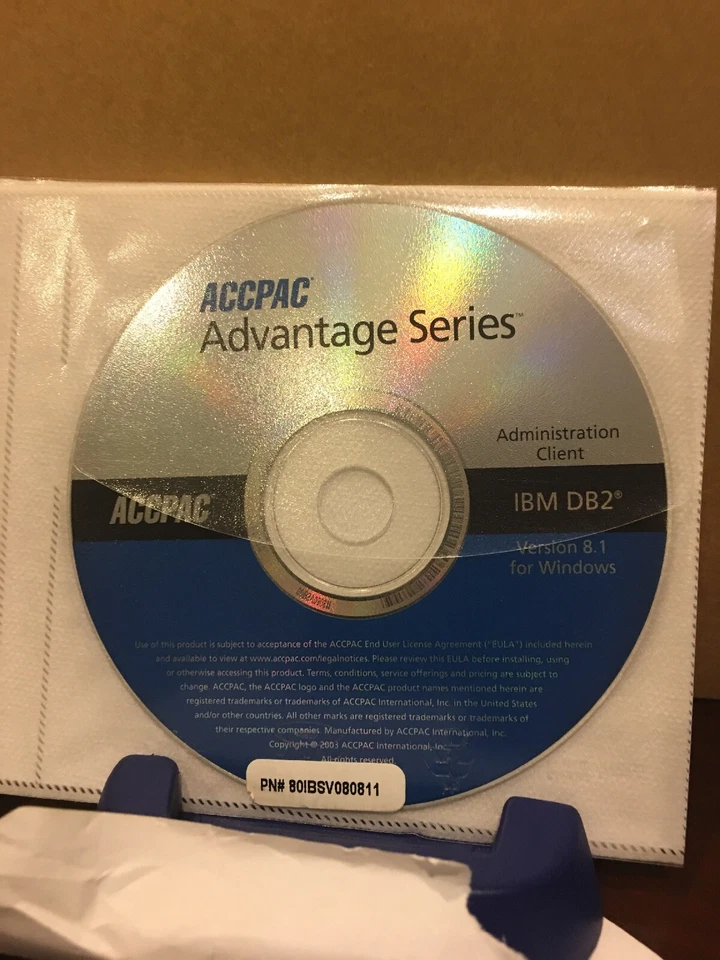 ACCPAC®
Advantage Series™
Administration
Client
ACCPAC®
IBM DB2®
Version 8.1
for Windows
Use of this product is subject to acceptance of the ACCPAC End User License Agreement ("EULA") included herein
and available to view at www.accpac.com/legalnotices. Please review this EULA before installing, using
or otherwise accessing this product. Terms, conditions, service offerings and pricing are subject to
change. ACCPAC, the ACCPAC logo and the ACCPAC product names mentioned herein are
registered trademarks or trademarks of ACCPAC International, Inc. in the United States
and/or other countries. All other marks are registered trademarks or trademarks of
their respective companies. Manufactured by ACCPAC International, Inc.
Copyright © 2003 ACCPAC International, Inc.
All rights reserved.
PN# 80IBSV080811